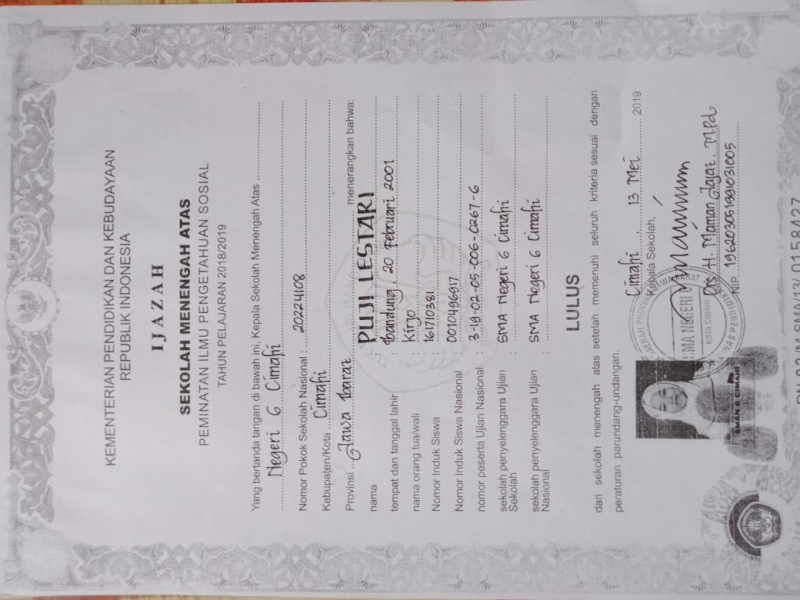 KEMENTERIAN PENDIDIKAN DAN KEBUDAYAAN
REPUBLIK INDONESIA
IJAZAH
SEKOLAH MENENGAH ATAS
PEMINATAN ILMU PENGETAHUAN SOSIAL
TAHUN PELAJARAN 2018/2019
Yang bertanda tangan di bawah ini, Kepala Sekolah Menengah Atas
Negeri 6 Cimahi
Nomor Pokok Sekolah Nasional : 20224108
Kabupaten/Kota Cimahi
Provinsi Jawa Barat menerangkan bahwa:
nama : PUJI LESTARI
tempat dan tanggal lahir : Bandung, 20 Februari 2001
nama orang tua/wali : Kirjo
Nomor Induk Siswa : 161710381
Nomor Induk Siswa Nasional : 0010496917
nomor peserta Ujian Nasional : 3-19-02-05-006-0267-6
sekolah penyelenggara Ujian Sekolah : SMA Negeri 6 Cimahi
sekolah penyelenggara Ujian Nasional : SMA Negeri 6 Cimahi
LULUS
dari sekolah menengah atas setelah memenuhi seluruh kriteria sesuai dengan
peraturan perundang-undangan.
Cimahi, 13 Mei 2019
Kepala Sekolah,
Drs. H. Maman Fajar, M.Pd
NIP 196203051991031005
SMAN 6 CIMAHI